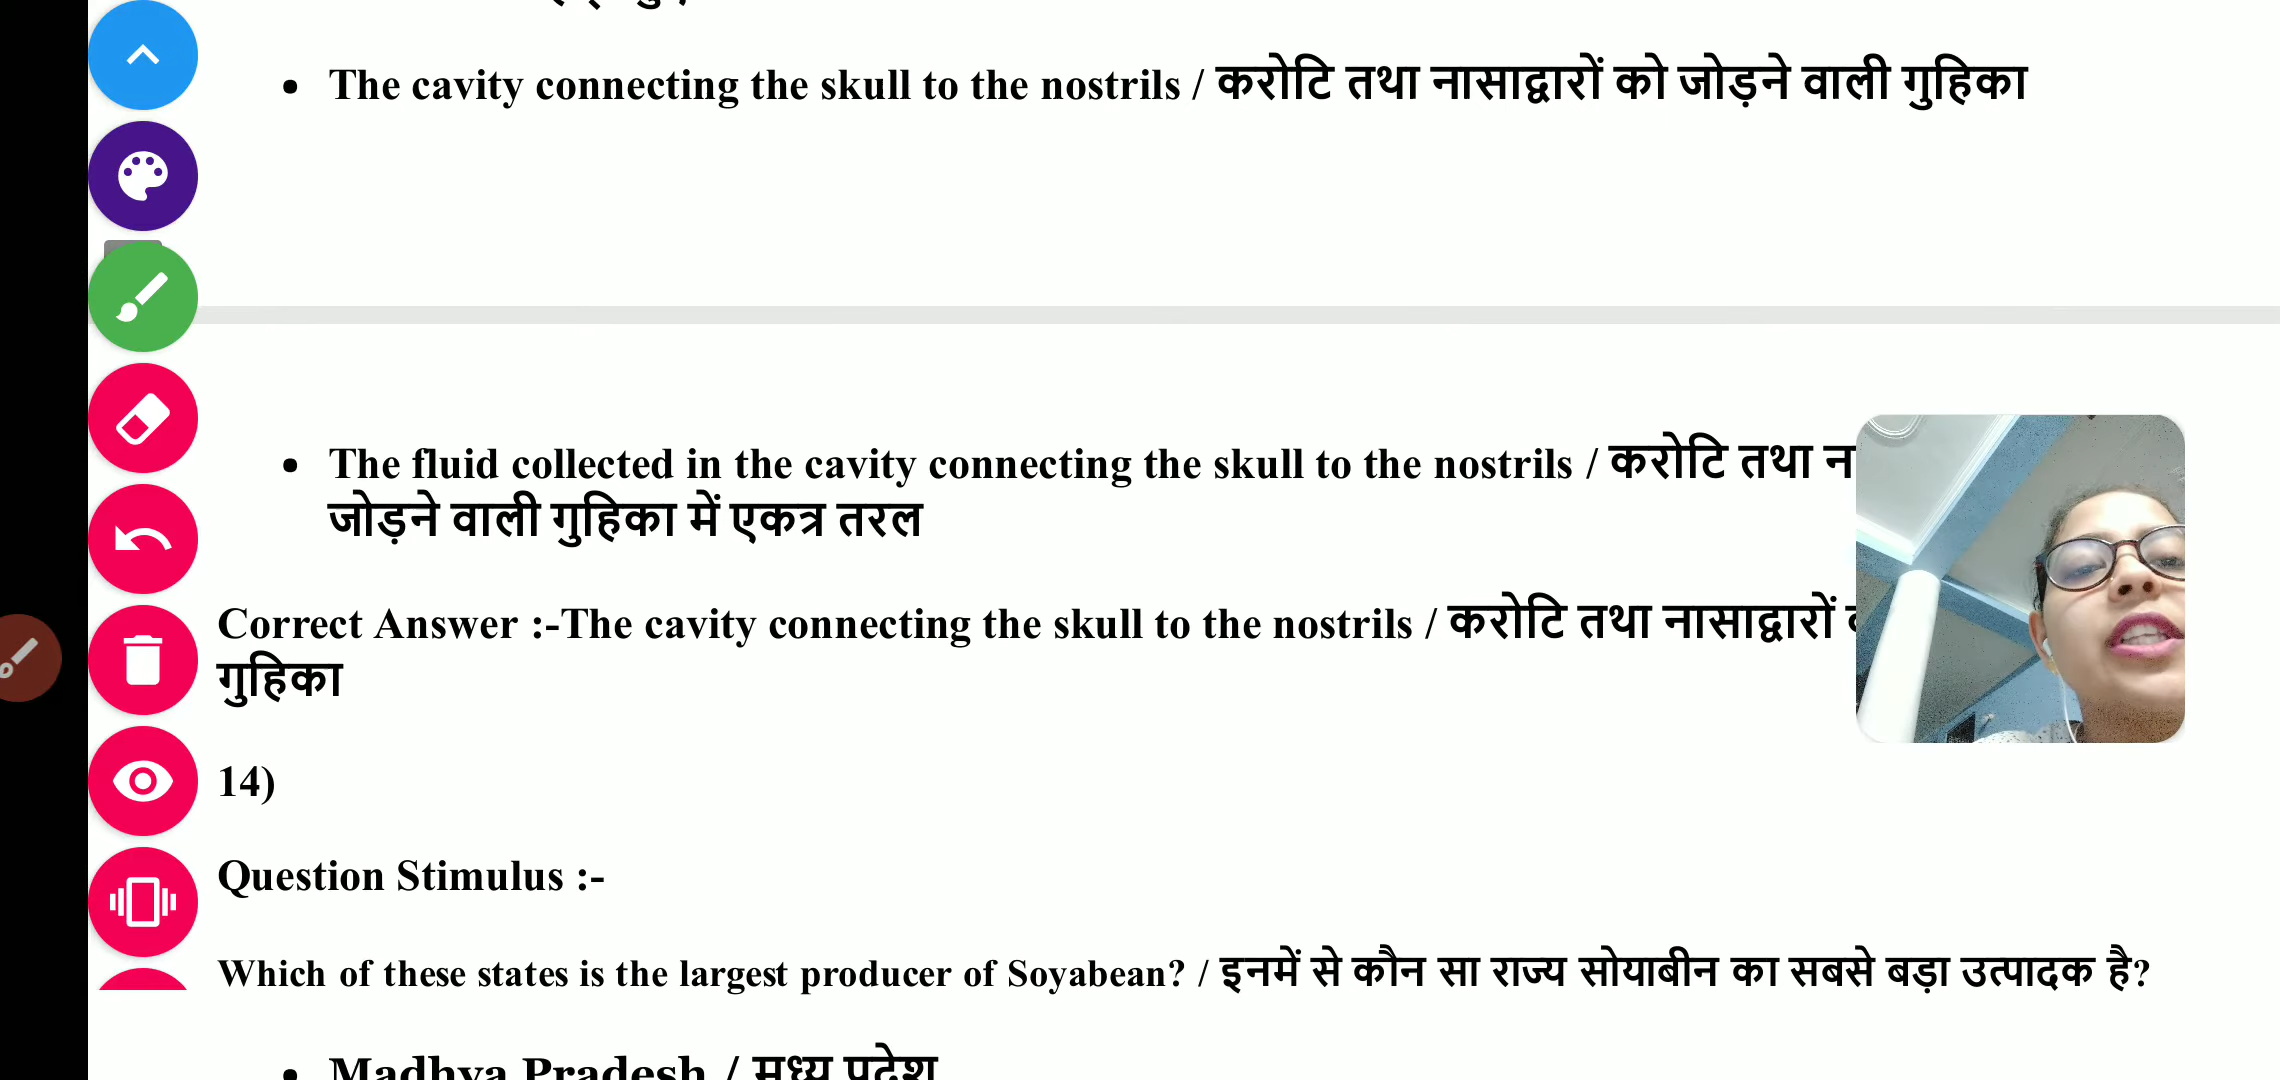 The cavity connecting the skull to the nostrils / करोटि तथा नासाद्वारों को जोड़ने वाली गुहिका
The fluid collected in the cavity connecting the skull to the nostrils / करोटि तथा
जोड़ने वाली गुहिका में एकत्र तरल
Correct Answer :-The cavity connecting the skull to the nostrils / करोटि तथा नासाद्वारों
गुहिका
14)
Question Stimulus :-
Which of these states is the largest producer of Soyabean? / इनमें से कौन सा राज्य सोयाबीन का सबसे बड़ा उत्पादक है?
Madhya Pradesh / मध्य प्रदेश